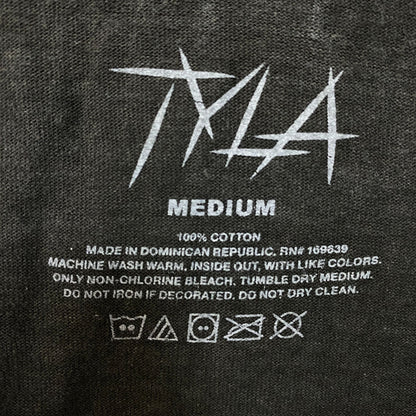 TYLA
MEDIUM
100% COTTON
MADE IN DOMINICAN REPUBLIC. RN# 169639
MACHINE WASH WARM, INSIDE OUT, WITH LIKE COLORS.
ONLY NON-CHLORINE BLEACH. TUMBLE DRY MEDIUM.
DO NOT IRON IF DECORATED. DO NOT DRY CLEAN.